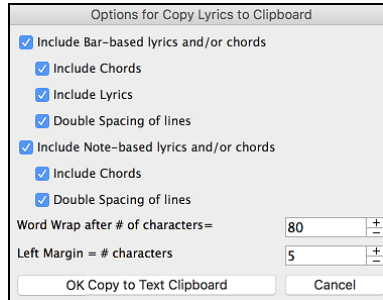 Options for Copy Lyrics to Clipboard
Include Bar-based lyrics and/or chords
Include Chords
Include Lyrics
Double Spacing of lines
Include Note-based lyrics and/or chords
Include Chords
Double Spacing of lines
Word Wrap after # of characters= 80 + −
Left Margin = # characters 5 + −
OK Copy to Text Clipboard Cancel